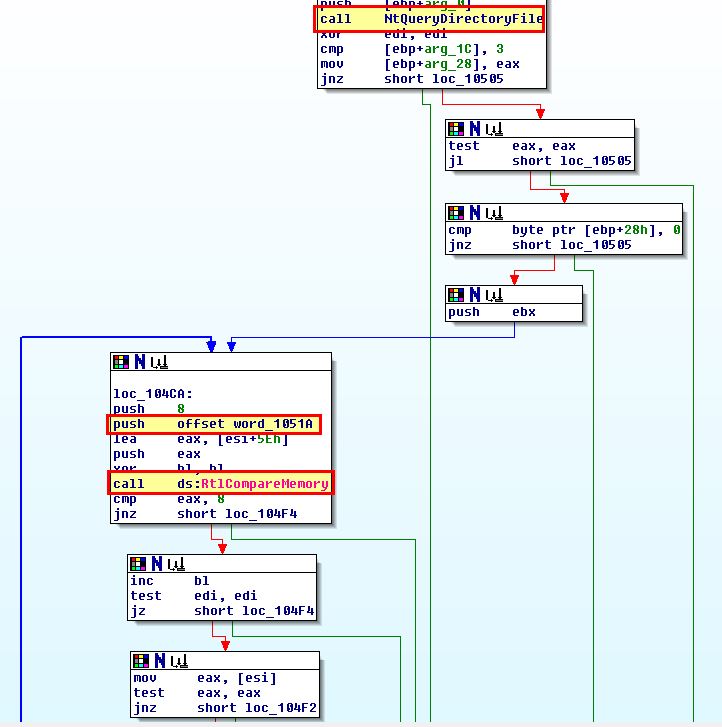 push [ebp+arg_0]
call NtQueryDirectoryFile
xor edi, edi
cmp [ebp+arg_1C], 3
mov [ebp+arg_28], eax
jnz short loc_10505
test eax, eax
jl short loc_10505
cmp byte ptr [ebp+28h], 0
jnz short loc_10505
push ebx
loc_104CA:
push 8
push offset word_1051A
lea eax, [esi+5Eh]
push eax
xor bl, bl
call ds:RtlCompareMemory
cmp eax, 8
jnz short loc_104F4
inc bl
test edi, edi
jz short loc_104F4
mov eax, [esi]
test eax, eax
jnz short loc_104F2